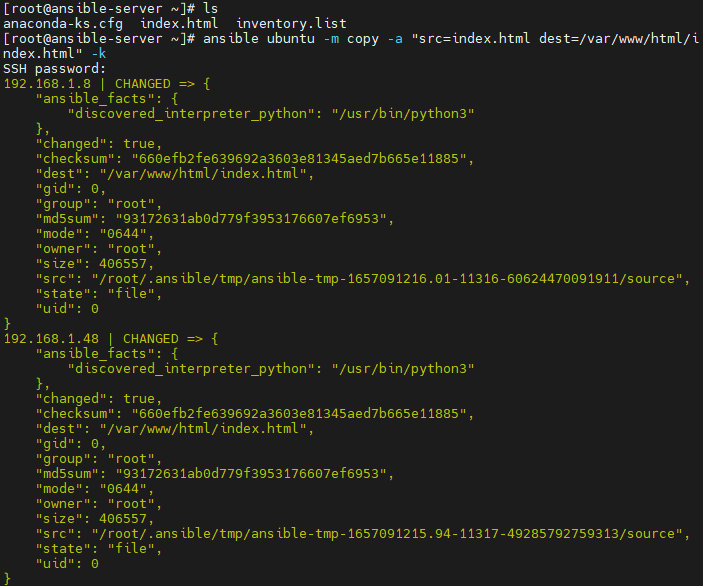 [root@ansible-server ~]# ls
anaconda-ks.cfg  index.html  inventory.list
[root@ansible-server ~]# ansible ubuntu -m copy -a "src=index.html dest=/var/www/html/i
ndex.html" -k
SSH password:
192.168.1.8 | CHANGED => {
    "ansible_facts": {
        "discovered_interpreter_python": "/usr/bin/python3"
    },
    "changed": true,
    "checksum": "660efb2fe639692a3603e81345aed7b665e11885",
    "dest": "/var/www/html/index.html",
    "gid": 0,
    "group": "root",
    "md5sum": "93172631ab0d779f3953176607ef6953",
    "mode": "0644",
    "owner": "root",
    "size": 406557,
    "src": "/root/.ansible/tmp/ansible-tmp-1657091216.01-11316-60624470091911/source",
    "state": "file",
    "uid": 0
}
192.168.1.48 | CHANGED => {
    "ansible_facts": {
        "discovered_interpreter_python": "/usr/bin/python3"
    },
    "changed": true,
    "checksum": "660efb2fe639692a3603e81345aed7b665e11885",
    "dest": "/var/www/html/index.html",
    "gid": 0,
    "group": "root",
    "md5sum": "93172631ab0d779f3953176607ef6953",
    "mode": "0644",
    "owner": "root",
    "size": 406557,
    "src": "/root/.ansible/tmp/ansible-tmp-1657091215.94-11317-49285792759313/source",
    "state": "file",
    "uid": 0
}